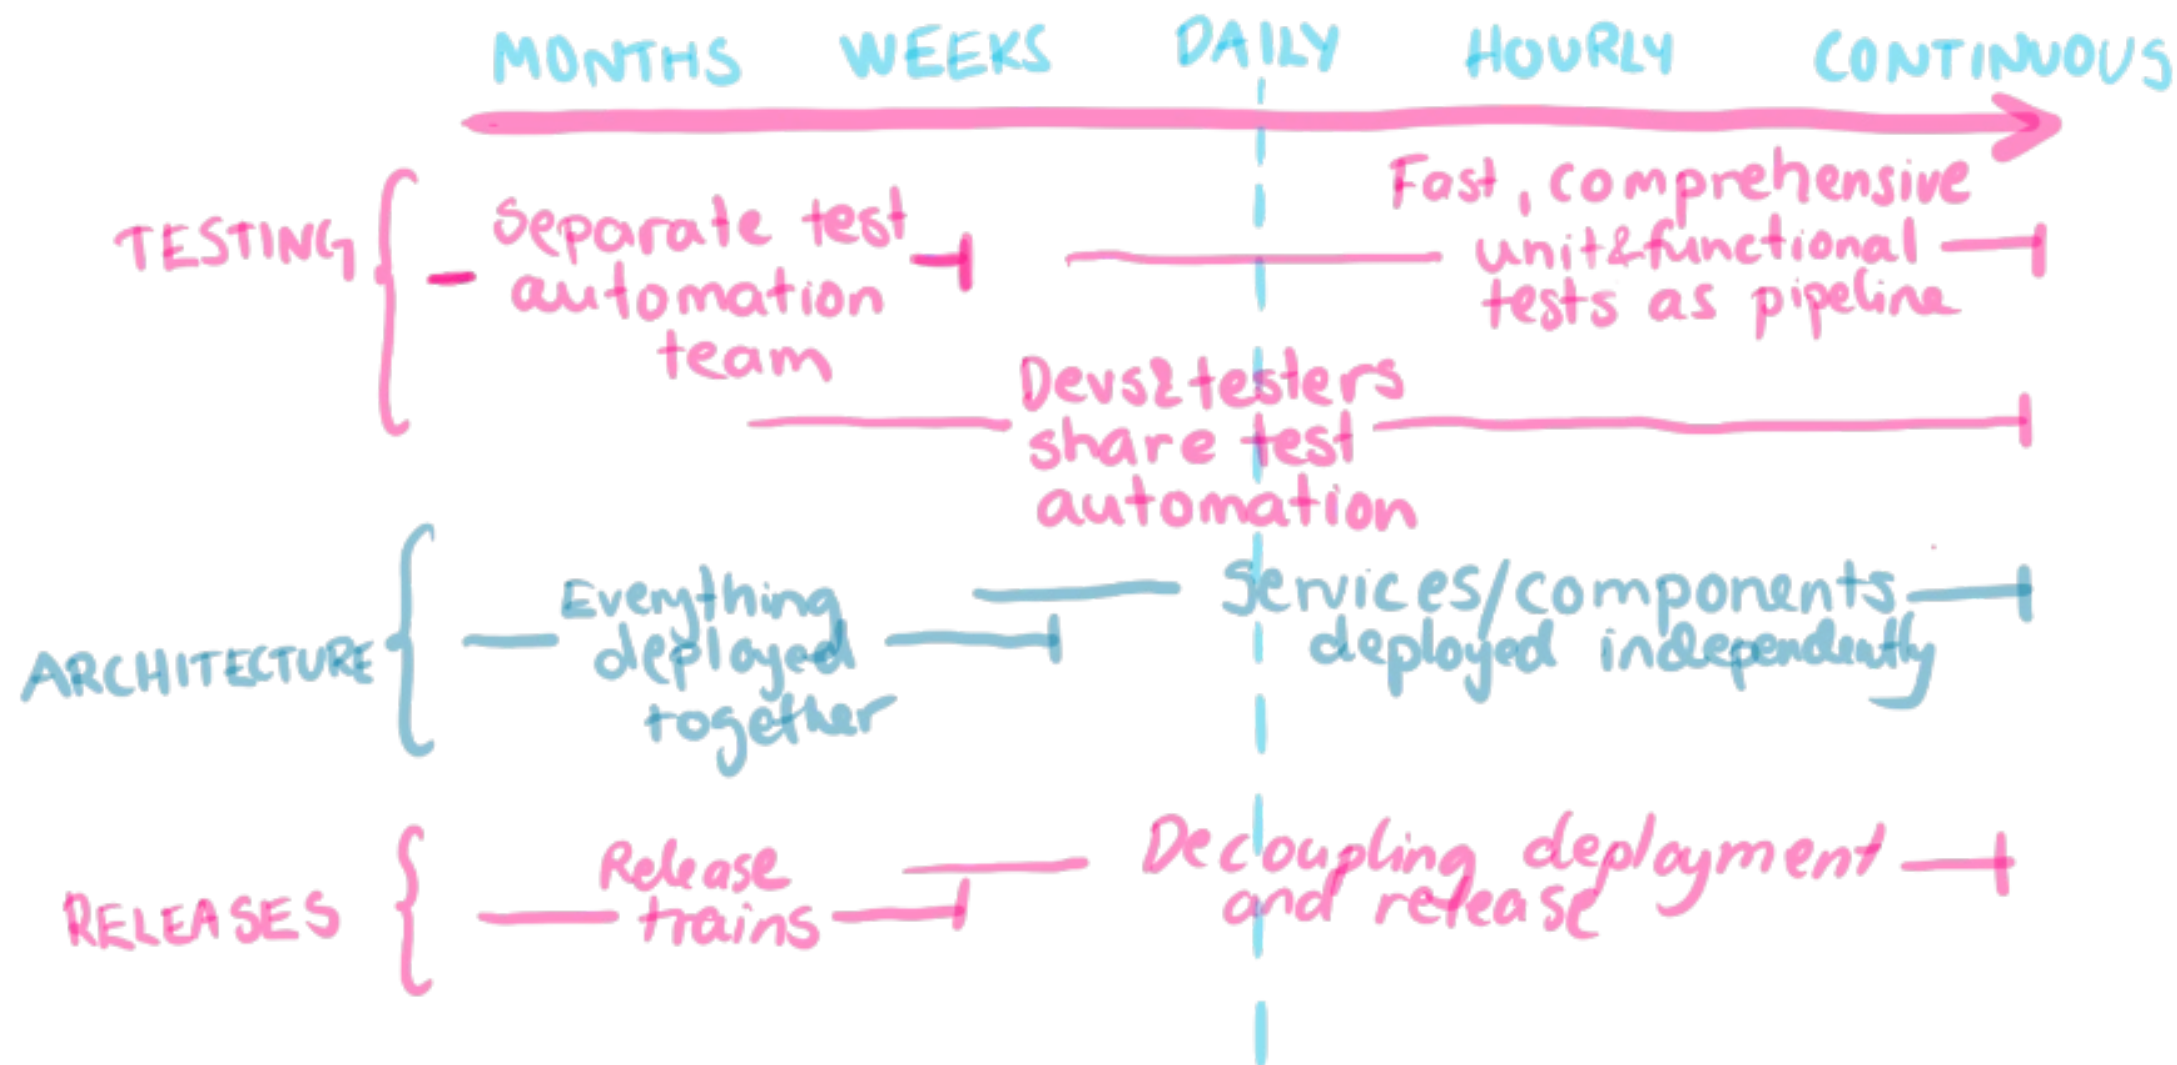 MONTHS WEEKS DAILY HOURLY CONTINUOUS
TESTING
Separate test
automation
team
Fast, comprehensive
unit & functional
tests as pipeline
Devs & testers
share test
automation
ARCHITECTURE
Everything
deployed
together
Services/components
deployed independently
RELEASES
Release
trains
Decoupling deployment
and release